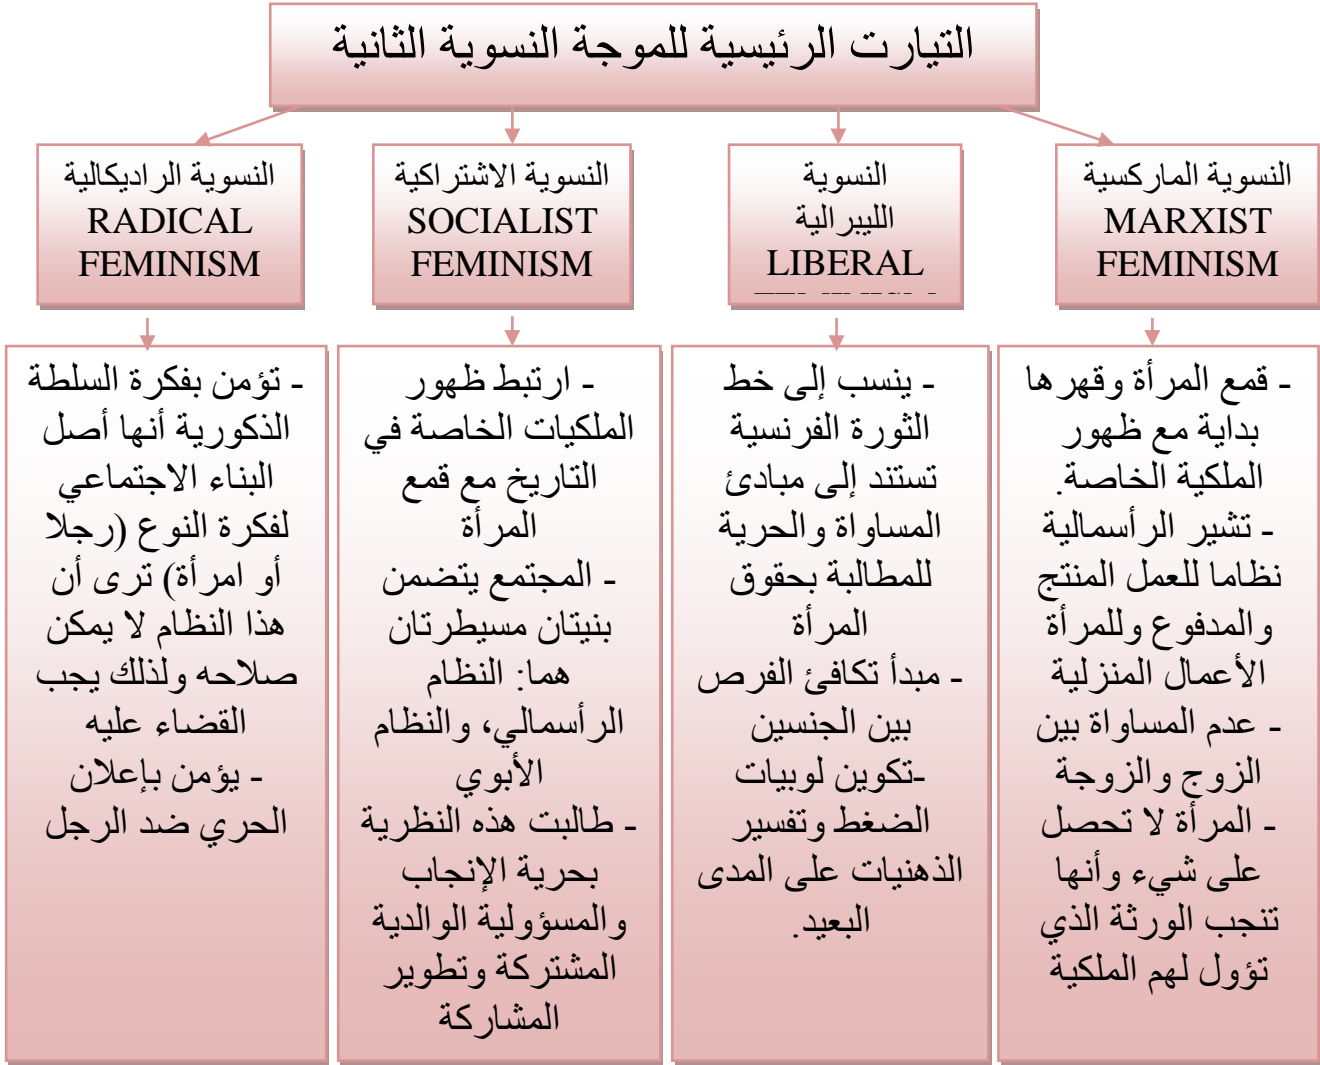 التيارت الرئيسية للموجة النسوية الثانية
النسوية الماركسية
MARXIST
FEMINISM
النسوية
الليبرالية
LIBERAL
النسوية الاشتراكية
SOCIALIST
FEMINISM
النسوية الراديكالية
RADICAL
FEMINISM
- قمع المرأة وقهرها
بداية مع ظهور
الملكية الخاصة.
- تشير الرأسمالية
نظاما للعمل المنتج
والمدفوع وللمرأة
الأعمال المنزلية
- عدم المساواة بين
الزوج والزوجة
- المرأة لا تحصل
على شيء وأنها
تنجب الورثة الذي
تؤول لهم الملكية
- ينسب إلى خط
الثورة الفرنسية
تستند إلى مبادئ
المساواة والحرية
للمطالبة بحقوق
المرأة
- مبدأ تكافئ الفرص
بين الجنسين
-تكوين لوبيات
الضغط وتفسير
الذهنيات على المدى
البعيد.
- ارتبط ظهور
الملكيات الخاصة في
التاريخ مع قمع
المرأة
- المجتمع يتضمن
بنيتان مسيطرتان
هما: النظام
الرأسمالي، والنظام
الأبوي
- طالبت هذه النظرية
بحرية الإنجاب
والمسؤولية الوالدية
المشتركة وتطوير
المشاركة
- تؤمن بفكرة السلطة
الذكورية أنها أصل
البناء الاجتماعي
لفكرة النوع (رجلا
أو امرأة) ترى أن
هذا النظام لا يمكن
صلاحه ولذلك يجب
القضاء عليه
- يؤمن بإعلان
الحري ضد الرجل